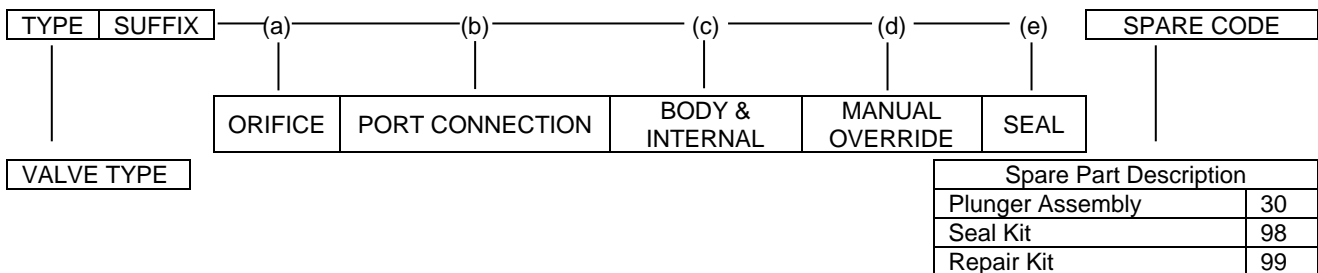 TYPE SUFFIX (a) (b) (c) (d) (e) SPARE CODE
ORIFICE PORT CONNECTION BODY & INTERNAL MANUAL OVERRIDE SEAL
VALVE TYPE
Spare Part Description
Plunger Assembly 30
Seal Kit 98
Repair Kit 99